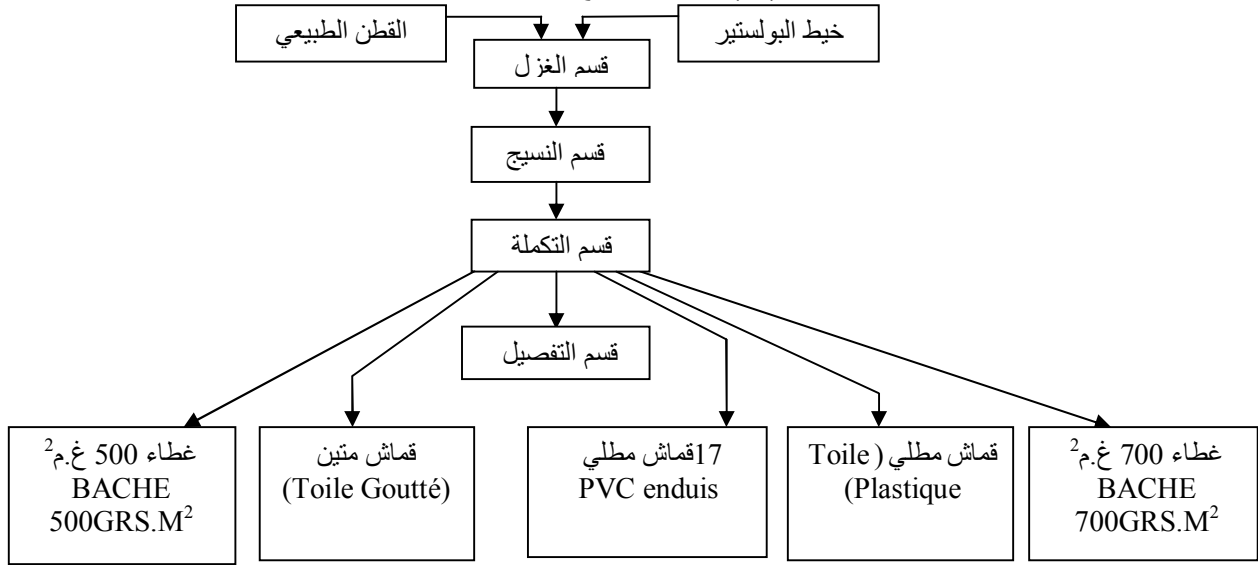 خيط البولستير
القطن الطبيعي
قسم الغزل
قسم النسيج
قسم التكملة
قسم التفصيل
غطاء 700 غ.م²
BACHE
700GRS.M²
قماش مطلي ( Toile
(Plastique
17قماش مطلي
PVC enduis
قماش متين
(Toile Goutté)
غطاء 500 غ.م²
BACHE
500GRS.M²